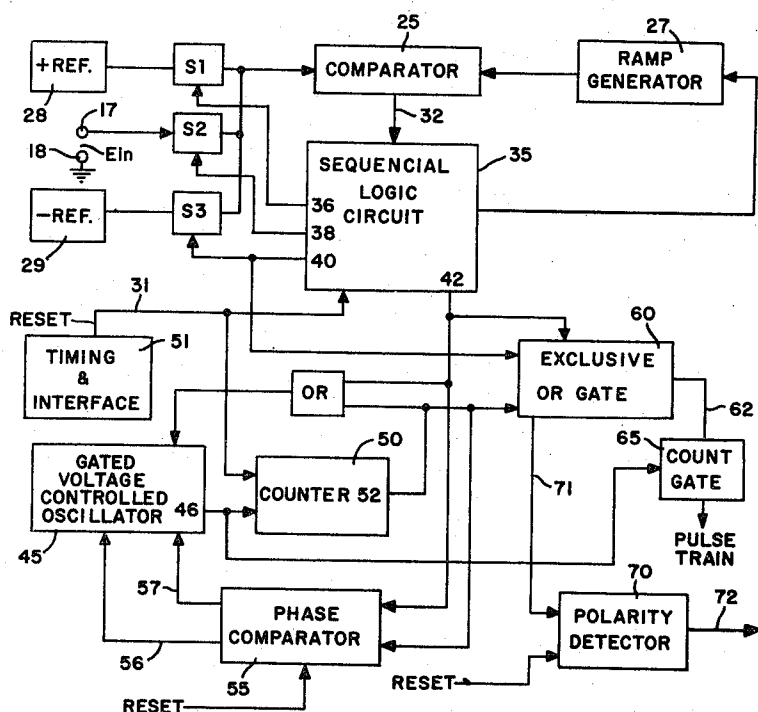 25
27
+REF.
S1
COMPARATOR
RAMP
GENERATOR
28
17
32
S2
35
18
Ein
SEQUENCIAL
LOGIC
CIRCUIT
-REF.
S3
36
38
40
29
42
31
RESET
51
60
TIMING
&
INTERFACE
EXCLUSIVE
OR GATE
OR
62
50
65
GATED
VOLTAGE
CONTROLLED
OSCILLATOR
46
COUNTER 52
71
COUNT
GATE
45
PULSE
TRAIN
57
70
72
PHASE
COMPARATOR
POLARITY
DETECTOR
56
55
RESET
RESET